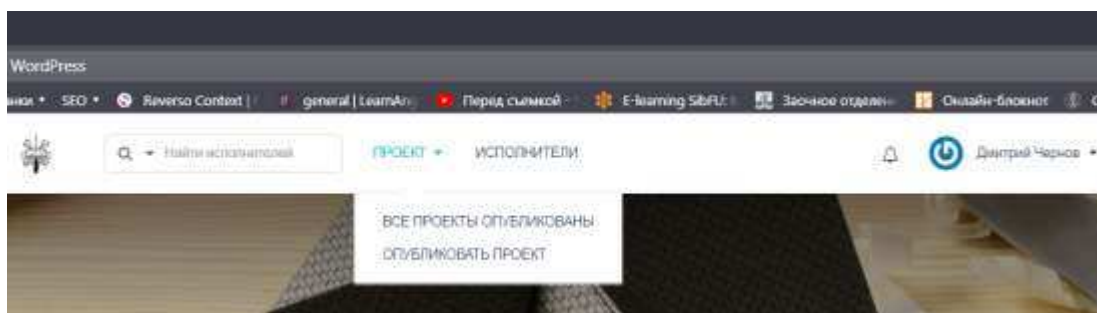 WordPress
SEO Reverso Context | general | LearnAn Перед съемкой E-learning SibFU: Заочное отделен Онлайн-блокнот
Найти исполнителей ПРОЕКТ ИСПОЛНИТЕЛИ Дмитрий Чернов
ВСЕ ПРОЕКТЫ ОПУБЛИКОВАНЫ
ОПУБЛИКОВАТЬ ПРОЕКТ